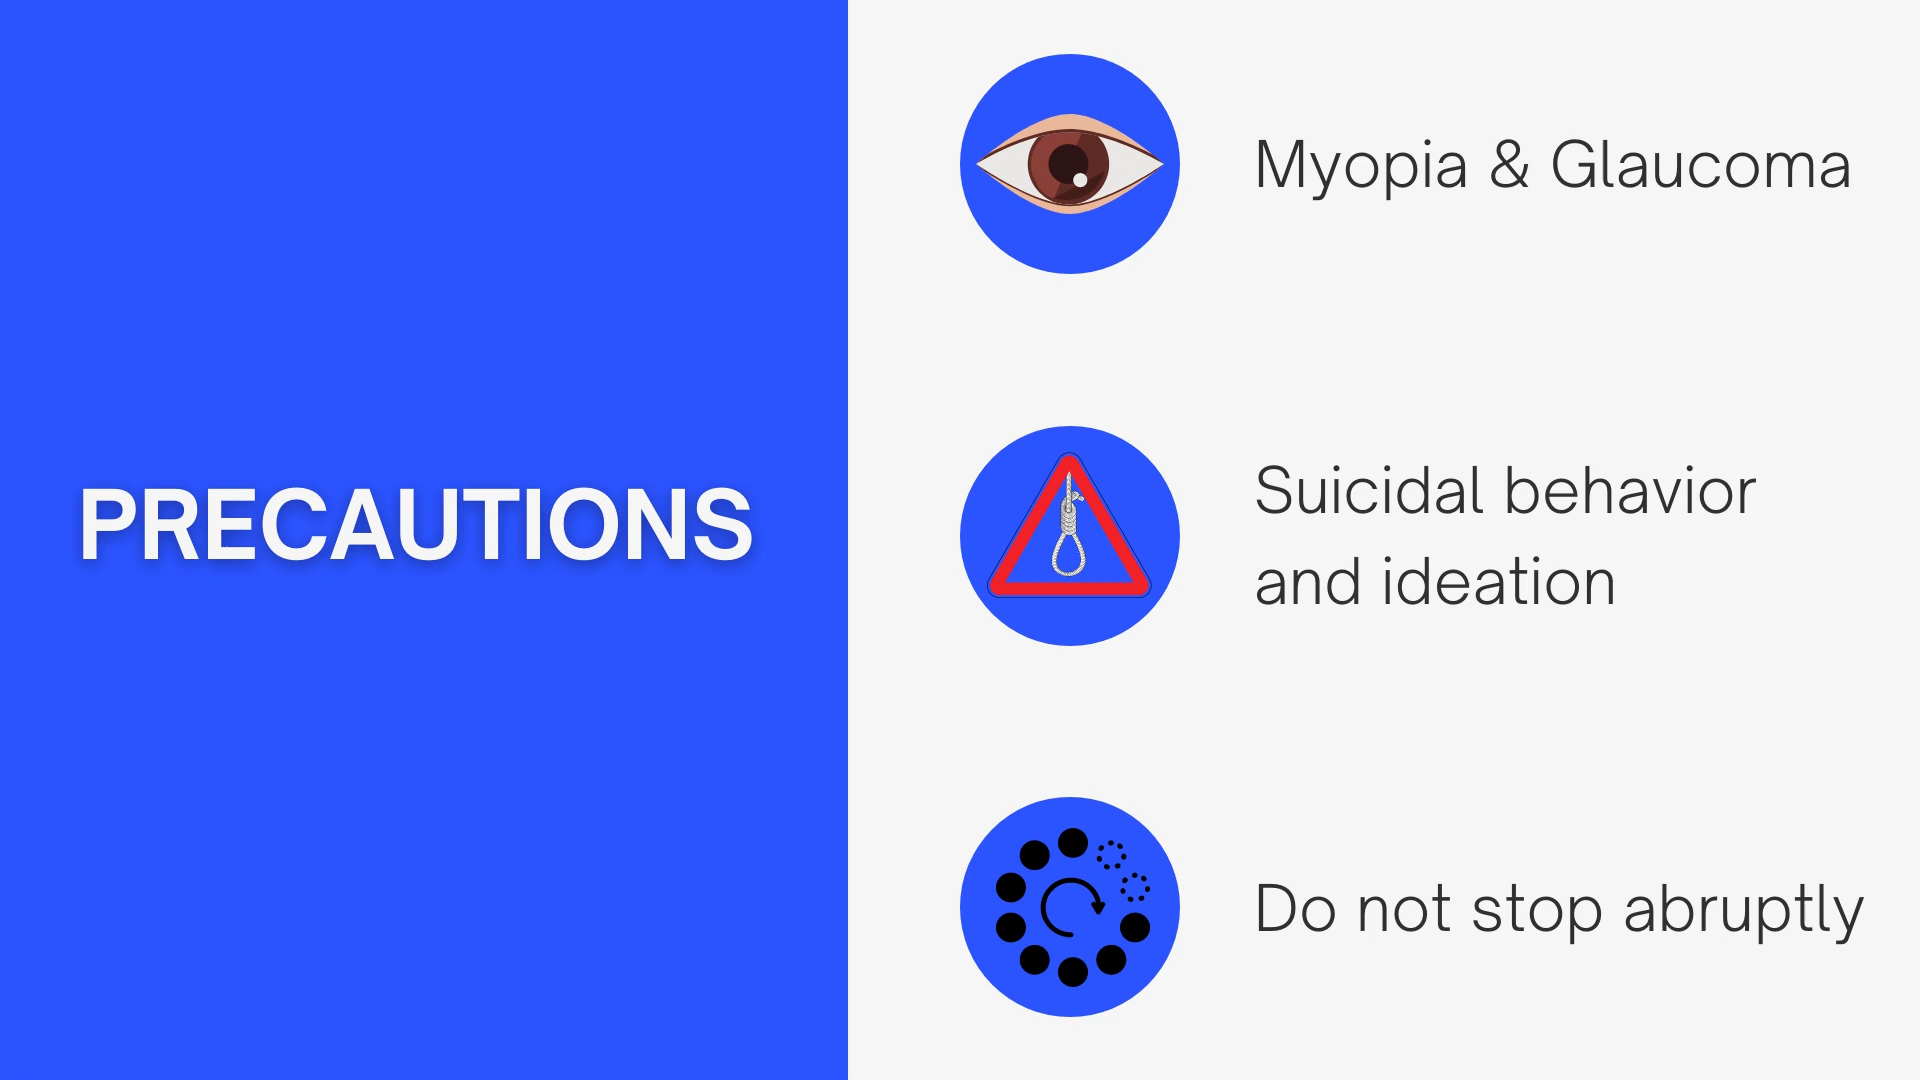 PRECAUTIONS
Myopia & Glaucoma
Suicidal behavior
and ideation
Do not stop abruptly